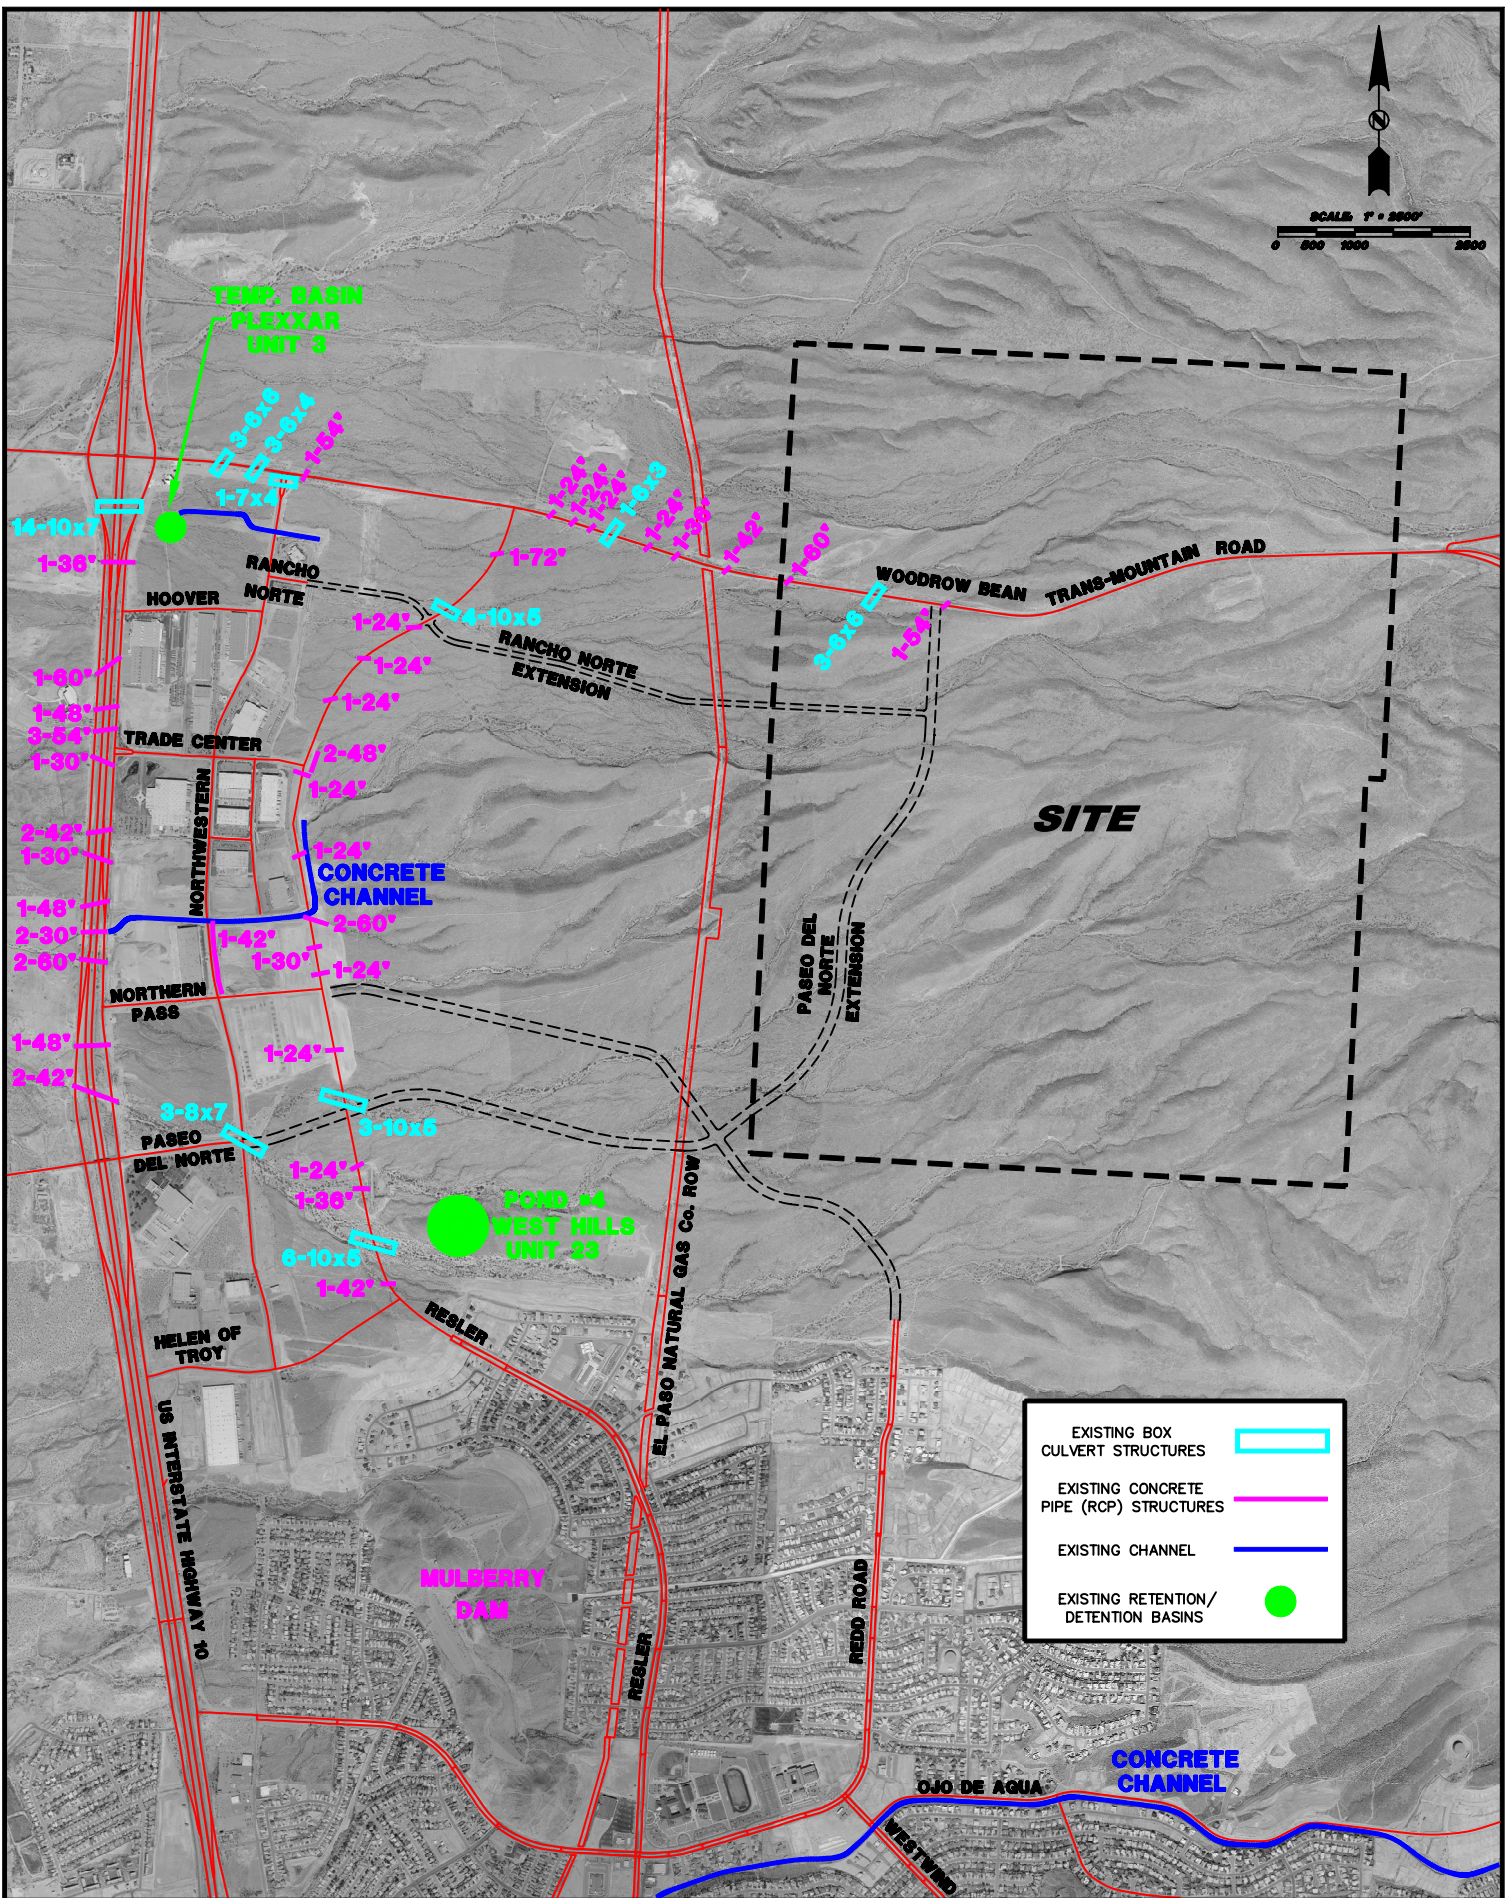 N
SCALE: 1" = 2500'
0 500 1000 2500
TEMP. BASIN
PLEXXAR
UNIT 3
3-6x6
3-6x4
1-54"
1-7x4
14-10x7
1-36"
1-24"
1-24"
1-24"
1-6x3
1-24"
1-36"
1-42"
1-60"
1-72"
RANCHO
NORTE
HOOVER
4-10x5
1-24"
1-24"
1-24"
RANCHO NORTE
EXTENSION
WOODROW BEAN
TRANS-MOUNTAIN ROAD
3-6x6
1-54"
1-60"
1-48"
3-54"
1-30"
TRADE CENTER
2-48"
1-24"
NORTHWESTERN
SITE
2-42"
1-30"
1-24"
CONCRETE
CHANNEL
1-48"
2-30"
2-60"
2-60"
1-42"
1-30"
1-24"
PASEO DEL
NORTE
EXTENSION
NORTHERN
PASS
1-48"
1-24"
2-42"
3-8x7
3-10x5
PASEO
DEL NORTE
1-24"
1-36"
POND #4
WEST HILLS
UNIT 23
6-10x5
1-42"
RESLER
HELEN OF
TROY
EL PASO NATURAL GAS Co. ROW
US INTERSTATE HIGHWAY 10
EXISTING BOX
CULVERT STRUCTURES
EXISTING CONCRETE
PIPE (RCP) STRUCTURES
EXISTING CHANNEL
EXISTING RETENTION/
DETENTION BASINS
MULBERRY
DAM
RESLER
REDD ROAD
CONCRETE
CHANNEL
OJO DE AGUA
WESTWIND